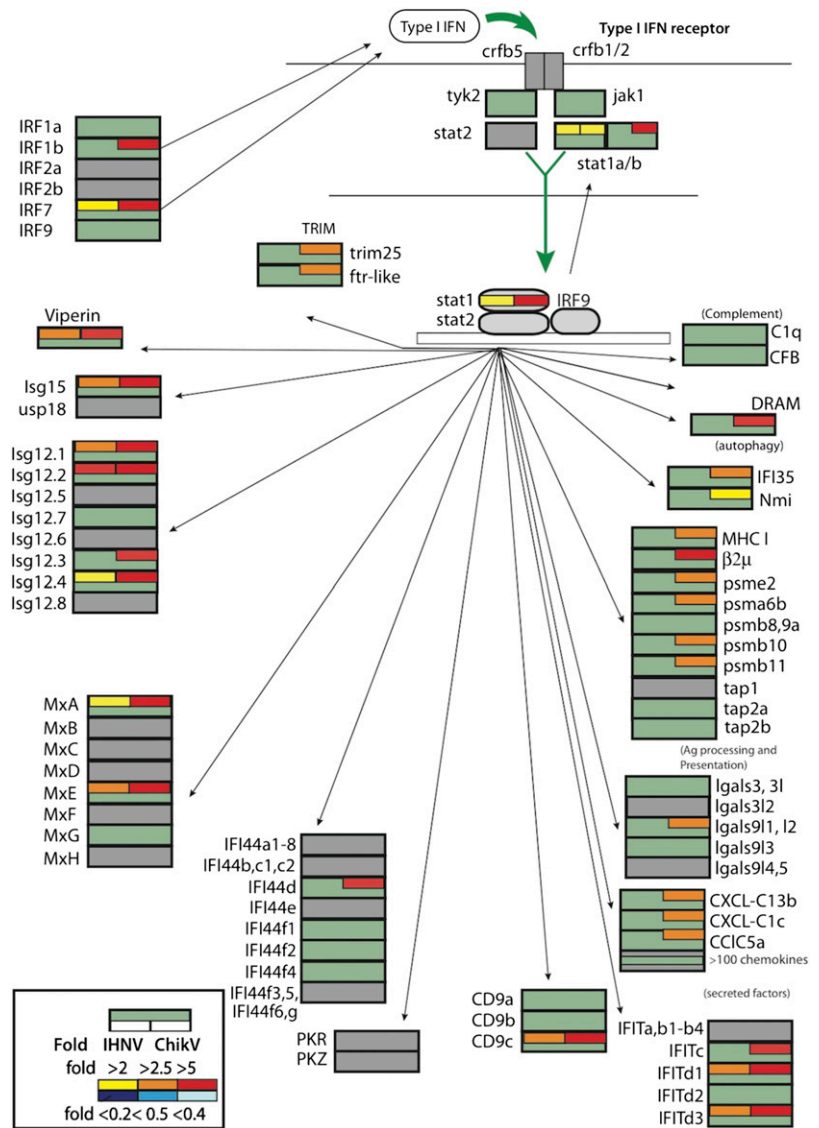 Type I IFN
Type I IFN receptor
crfb5
crfb1/2
tyk2
jak1
stat2
stat1a/b
IRF1a
IRF1b
IRF2a
IRF2b
IRF7
IRF9
TRIM
trim25
ftr-like
stat1
IRF9
stat2
Viperin
Isg15
usp18
Isg12.1
Isg12.2
Isg12.5
Isg12.7
Isg12.6
Isg12.3
Isg12.4
Isg12.8
(Complement)
C1q
CFB
DRAM
(autophagy)
IFI35
Nmi
MHC I
β2μ
psme2
psma6b
psmb8,9a
psmb10
psmb11
tap1
tap2a
tap2b
(Ag processing and
Presentation)
MxA
MxB
MxC
MxD
MxE
MxF
MxG
MxH
IFI44a1-8
IFI44b,c1,c2
IFI44d
IFI44e
IFI44f1
IFI44f2
IFI44f4
IFI44f3,5,
IFI44f6,g
PKR
PKZ
lgals3, 3l
lgals3l2
lgals9l1, l2
lgals9l3
lgals9l4,5
CXCL-C13b
CXCL-C1c
CClC5a
>100 chemokines
(secreted factors)
CD9a
CD9b
CD9c
IFITa,b1-b4
IFITc
IFITd1
IFITd2
IFITd3
Fold IHNV ChikV
fold >2 >2.5 >5
fold <0.2< 0.5 <0.4